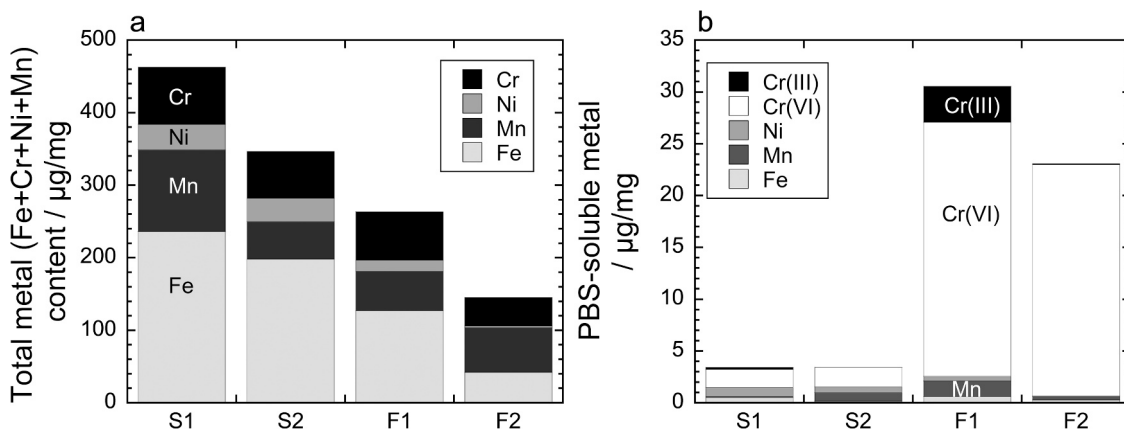 a
Total metal (Fe+Cr+Ni+Mn)
content / µg/mg
500
400
300
200
100
0
Cr
Ni
Mn
Fe
Cr
Ni
Mn
Fe
S1 S2 F1 F2
b
PBS-soluble metal
/ µg/mg
35
30
25
20
15
10
5
0
Cr(III)
Cr(VI)
Ni
Mn
Fe
Cr(III)
Cr(VI)
Mn
S1 S2 F1 F2